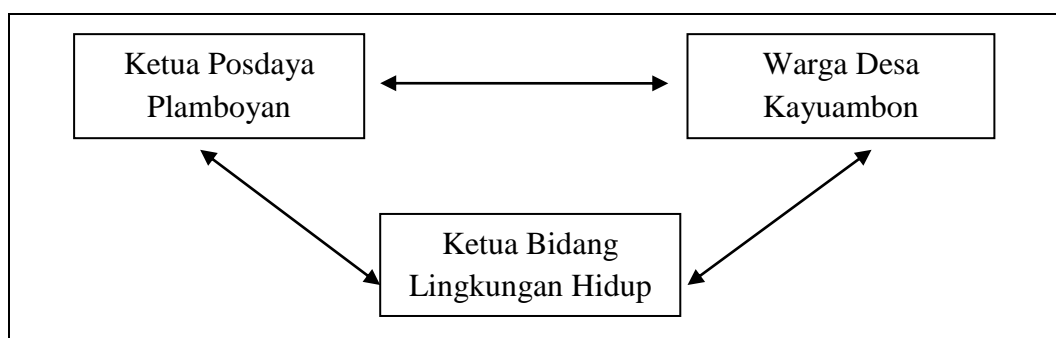 Ketua Posdaya
Plamboyan
Warga Desa
Kayuambon
Ketua Bidang
Lingkungan Hidup